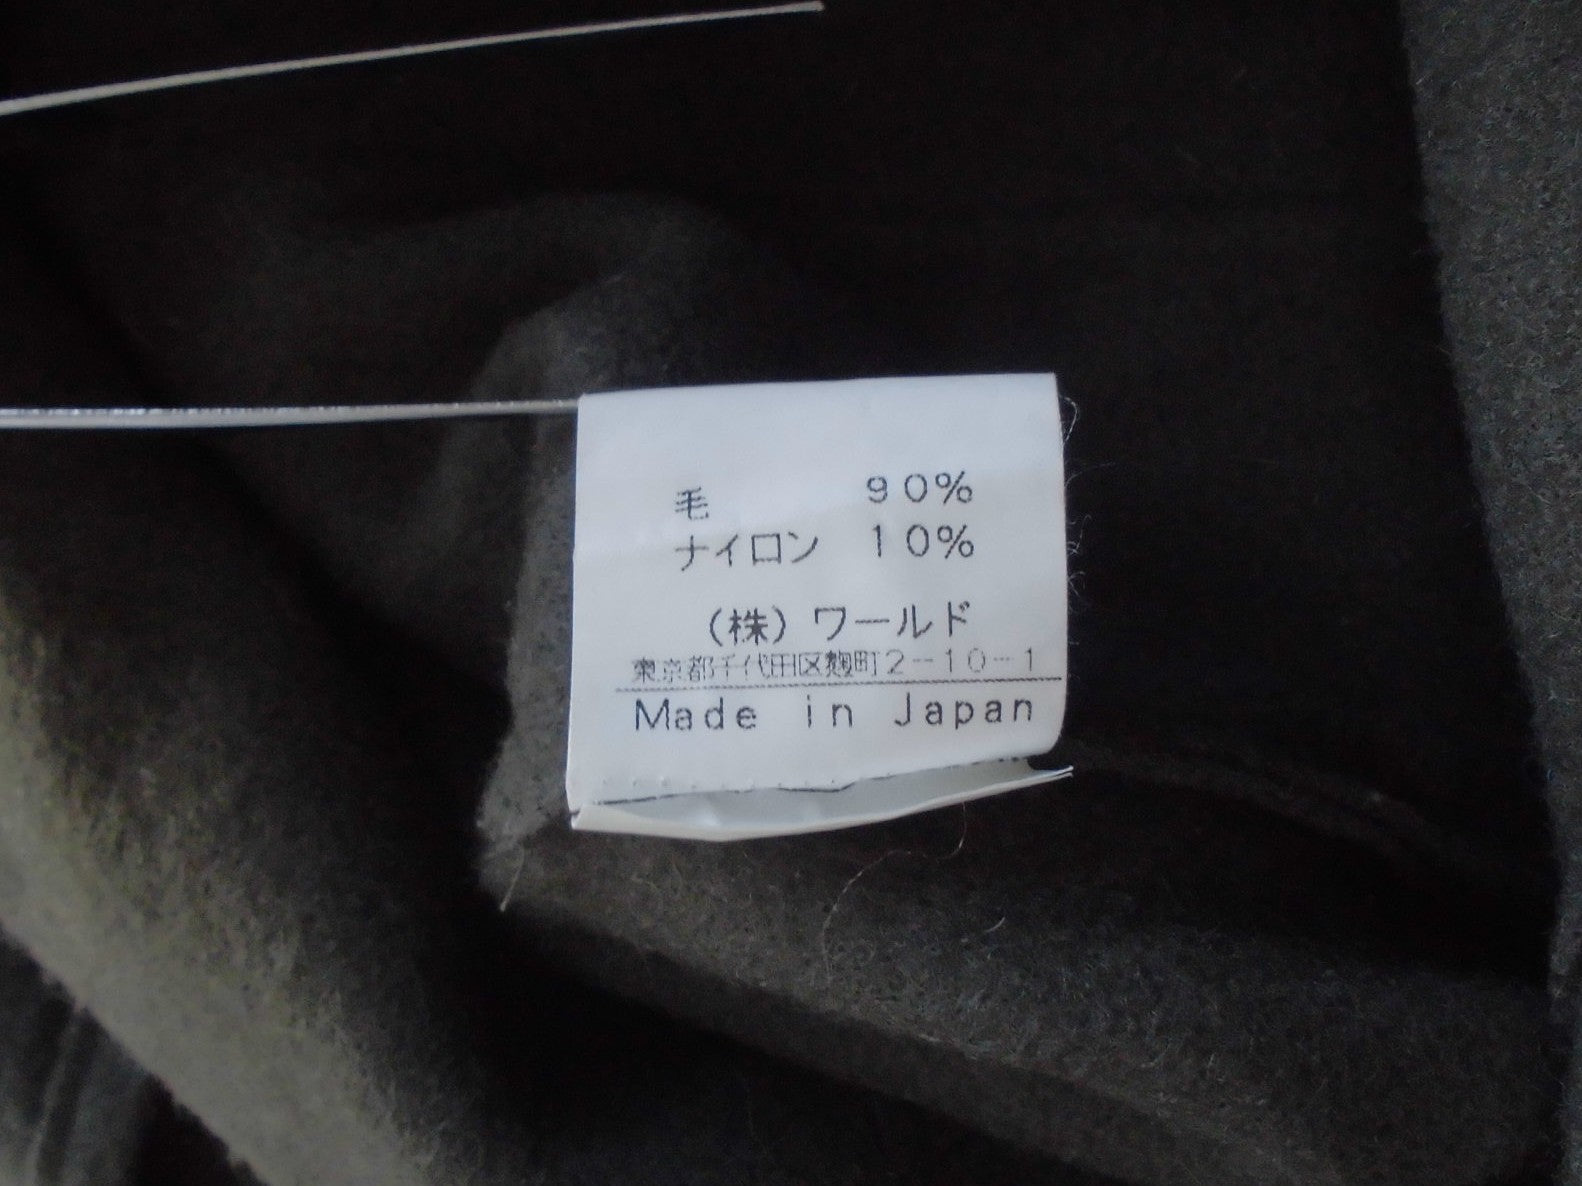 毛 90%
ナイロン 10%
(株)ワールド
東京都千代田区麹町2-10-1
Made in Japan